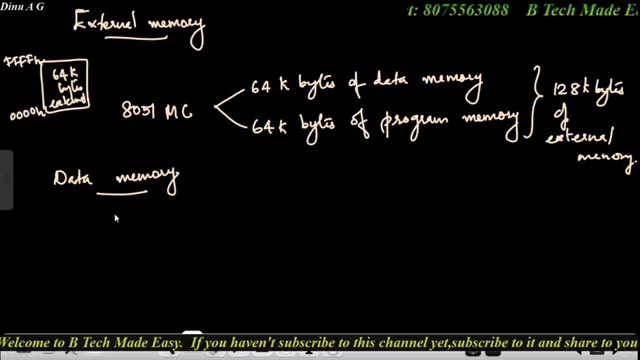 Dinu A G
t: 8075563088 B Tech Made Eas
External memory
FFFFh
64 k
bytes
external
0000h
8051 MC
64 k bytes of data memory
64 k bytes of program memory
128 k bytes
of
external
memory.
Data memory
Welcome to B Tech Made Easy. If you haven't subscribe to this channel yet,subscribe to it and share to you